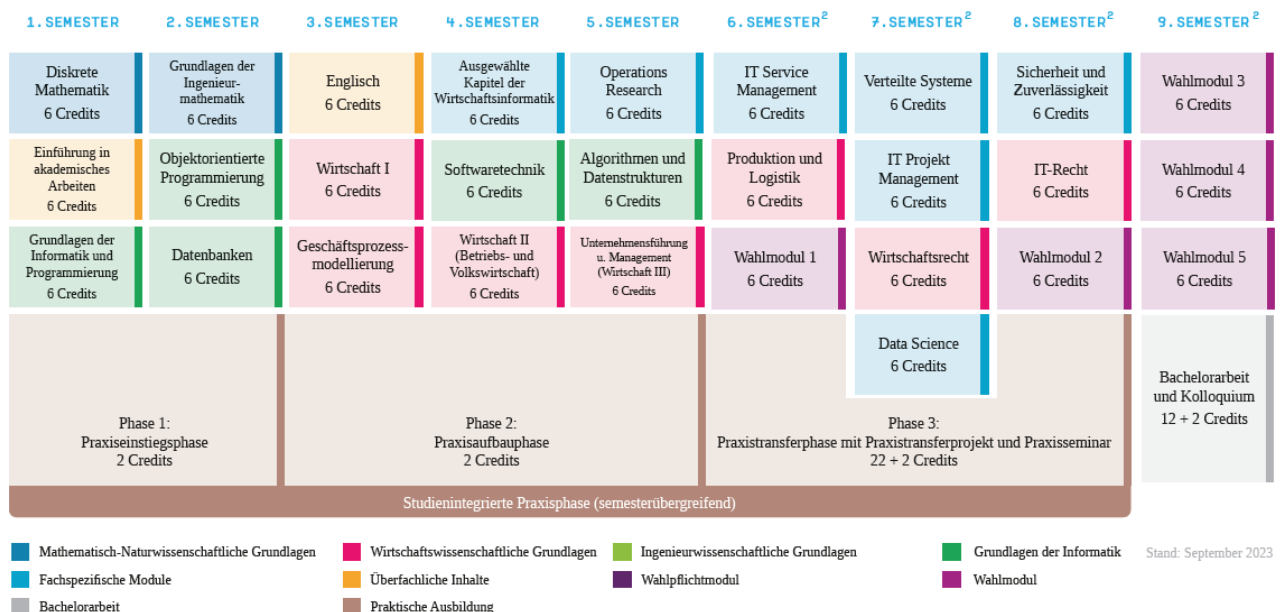 1.SEMESTER
2.SEMESTER
3.SEMESTER
4.SEMESTER
5.SEMESTER
6.SEMESTER²
7.SEMESTER²
8.SEMESTER²
9.SEMESTER²
Diskrete
Mathematik
6 Credits
Grundlagen der
Ingenieur-
mathematik
6 Credits
Englisch
6 Credits
Ausgewählte
Kapitel der
Wirtschaftsinformatik
6 Credits
Operations
Research
6 Credits
IT Service
Management
6 Credits
Verteilte Systeme
6 Credits
Sicherheit und
Zuverlässigkeit
6 Credits
Wahlmodul 3
6 Credits
Einführung in
akademisches
Arbeiten
6 Credits
Objektorientierte
Programmierung
6 Credits
Wirtschaft I
6 Credits
Softwaretechnik
6 Credits
Algorithmen und
Datenstrukturen
6 Credits
Produktion und
Logistik
6 Credits
IT Projekt
Management
6 Credits
IT-Recht
6 Credits
Wahlmodul 4
6 Credits
Grundlagen der
Informatik und
Programmierung
6 Credits
Datenbanken
6 Credits
Geschäftsprozess-
modellierung
6 Credits
Wirtschaft II
(Betriebs- und
Volkswirtschaft)
6 Credits
Unternehmensführung
u. Management
(Wirtschaft III)
6 Credits
Wahlmodul 1
6 Credits
Wirtschaftsrecht
6 Credits
Wahlmodul 2
6 Credits
Wahlmodul 5
6 Credits
Data Science
6 Credits
Phase 1:
Praxiseinstiegsphase
2 Credits
Phase 2:
Praxisaufbauphase
2 Credits
Phase 3:
Praxistransferphase mit Praxistransferprojekt und Praxisseminar
22 + 2 Credits
Bachelorarbeit
und Kolloquium
12 + 2 Credits
Studienintegrierte Praxisphase (semesterübergreifend)
Mathematisch-Naturwissenschaftliche Grundlagen
Wirtschaftswissenschaftliche Grundlagen
Ingenieurwissenschaftliche Grundlagen
Grundlagen der Informatik
Stand: September 2023
Fachspezifische Module
Überfachliche Inhalte
Wahlpflichtmodul
Wahlmodul
Bachelorarbeit
Praktische Ausbildung